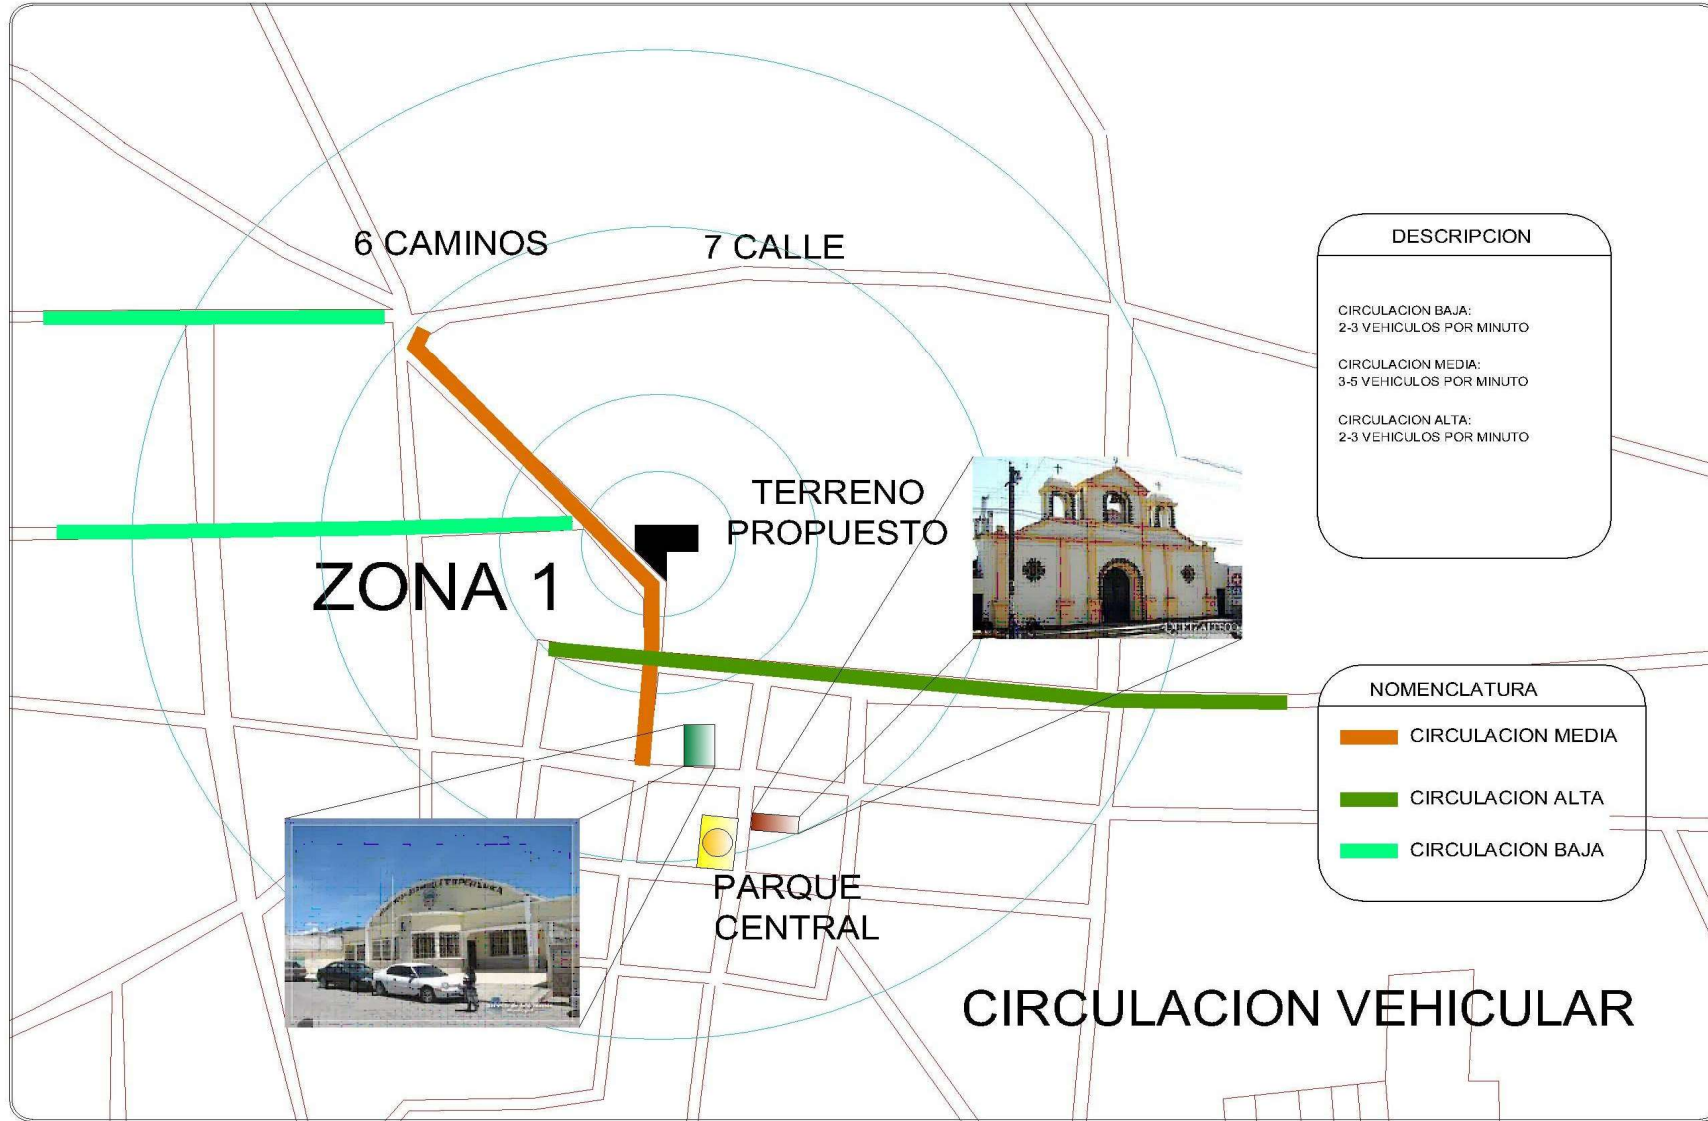 6 CAMINOS
7 CALLE
DESCRIPCION
CIRCULACION BAJA:
2-3 VEHICULOS POR MINUTO
CIRCULACION MEDIA:
3-5 VEHICULOS POR MINUTO
CIRCULACION ALTA:
2-3 VEHICULOS POR MINUTO
TERRENO
PROPUESTO
ZONA 1
NOMENCLATURA
CIRCULACION MEDIA
CIRCULACION ALTA
CIRCULACION BAJA
PARQUE
CENTRAL
CIRCULACION VEHICULAR